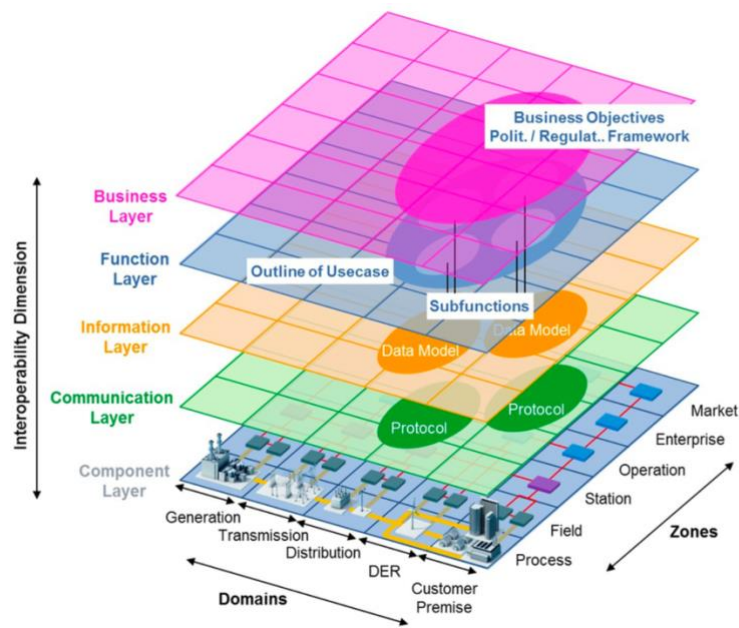 Business Objectives
Polit. / Regulat.. Framework
Business
Layer
Function
Layer
Outline of Usecase
Subfunctions
Information
Layer
Data Model
Data Model
Communication
Layer
Protocol
Protocol
Component
Layer
Interoperability Dimension
Generation
Transmission
Distribution
DER
Customer
Premise
Domains
Market
Enterprise
Operation
Station
Field
Process
Zones